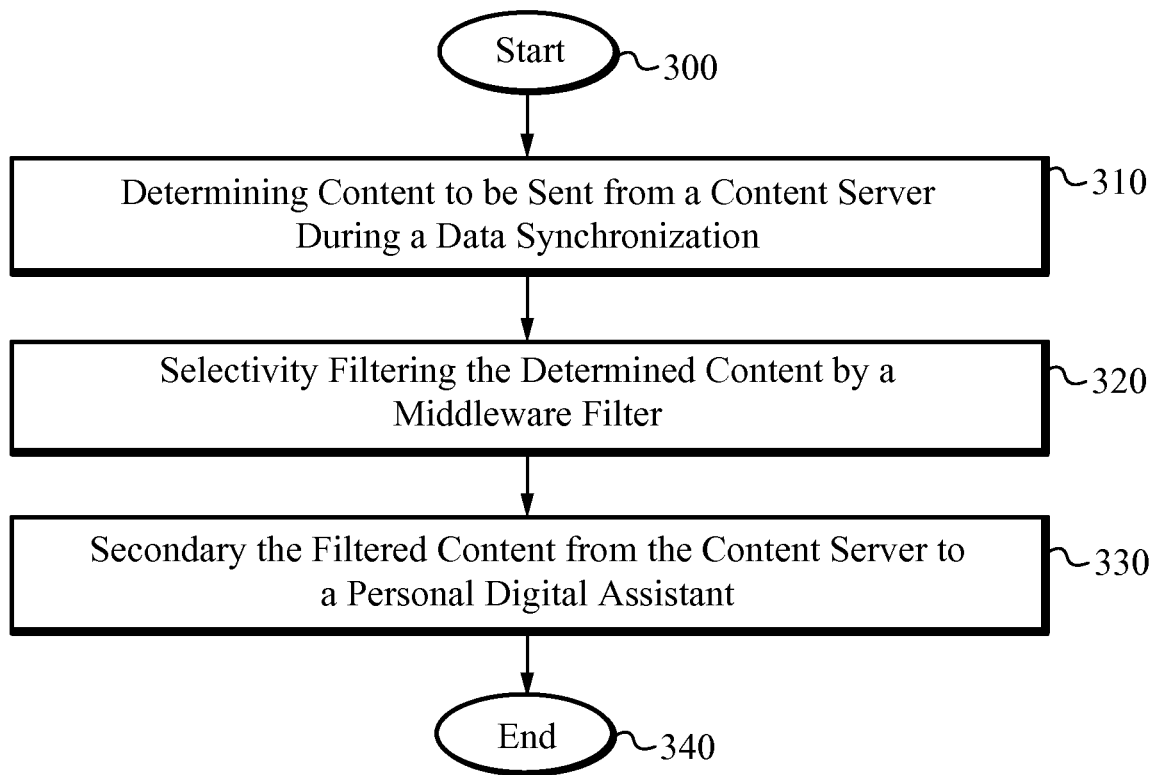 Start
300
Determining Content to be Sent from a Content Server
During a Data Synchronization
310
Selectivity Filtering the Determined Content by a
Middleware Filter
320
Secondary the Filtered Content from the Content Server to
a Personal Digital Assistant
330
End
340